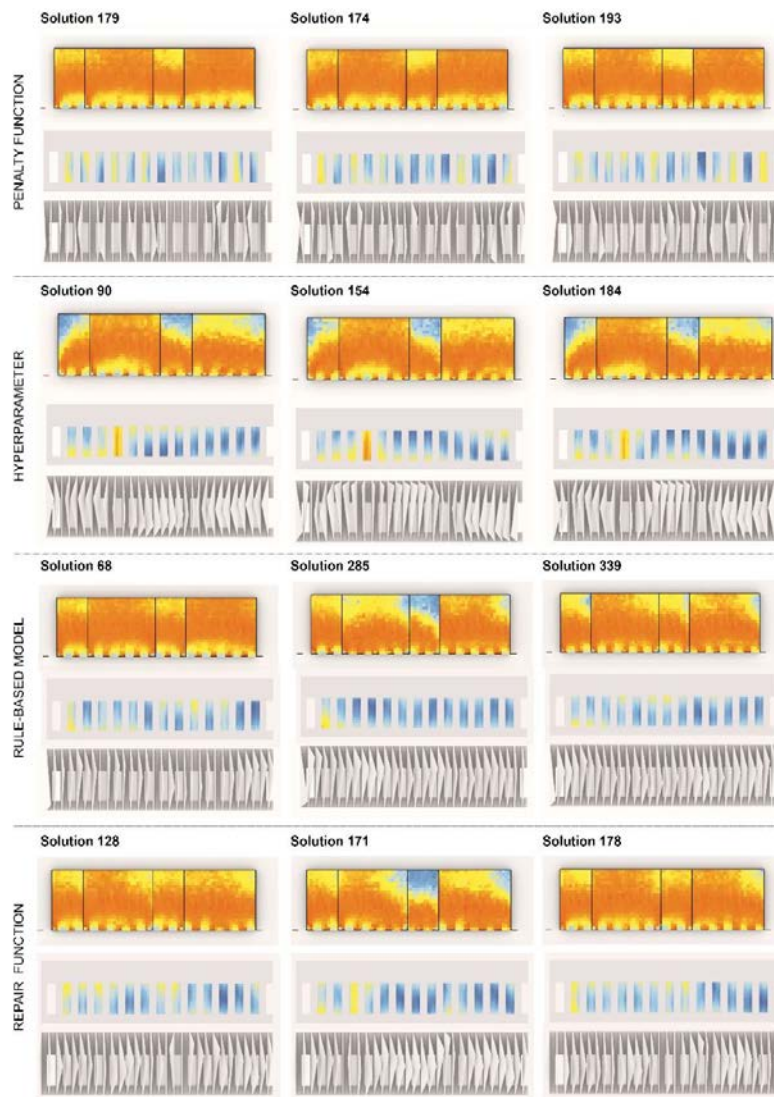 Solution 179
Solution 174
Solution 193
PENALTY FUNCTION
Solution 90
Solution 154
Solution 184
HYPERPARAMETER
Solution 68
Solution 285
Solution 339
RULE-BASED MODEL
Solution 128
Solution 171
Solution 178
REPAIR FUNCTION